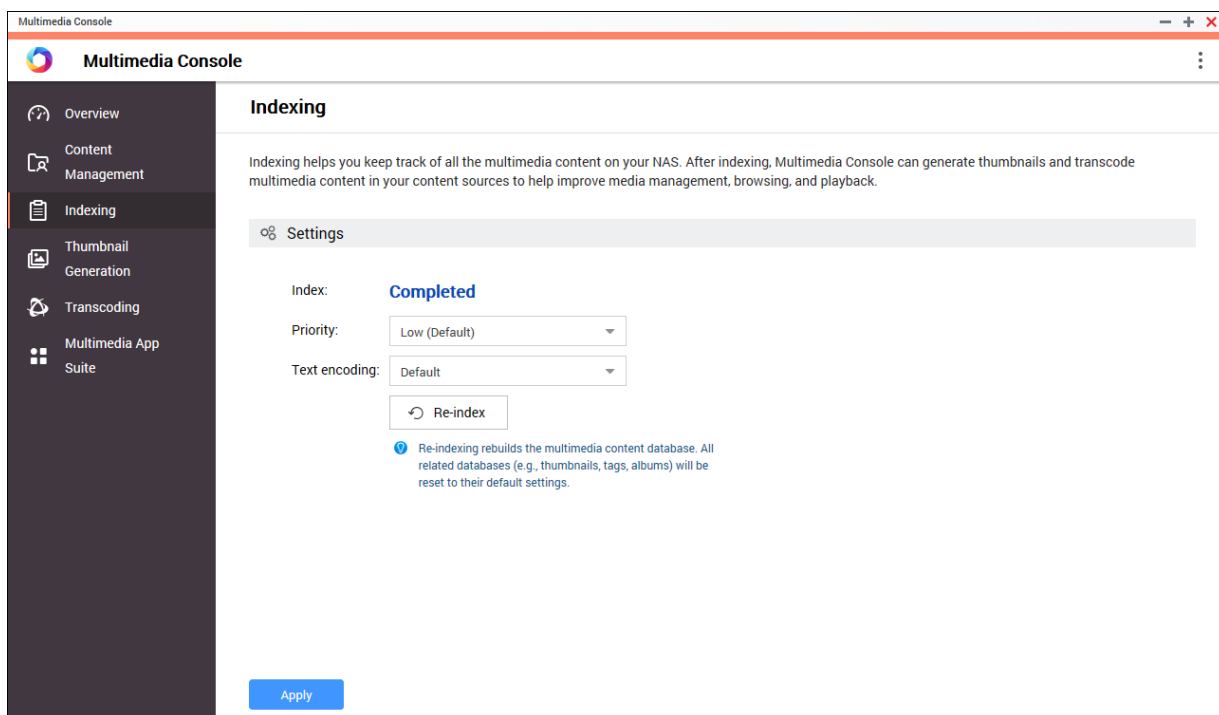 Multimedia Console
Multimedia Console
Overview
Content
Management
Indexing
Thumbnail
Generation
Transcoding
Multimedia App
Suite
Indexing
Indexing helps you keep track of all the multimedia content on your NAS. After indexing, Multimedia Console can generate thumbnails and transcode
multimedia content in your content sources to help improve media management, browsing, and playback.
Settings
Index: Completed
Priority: Low (Default)
Text encoding: Default
Re-index
Re-indexing rebuilds the multimedia content database. All
related databases (e.g., thumbnails, tags, albums) will be
reset to their default settings.
Apply